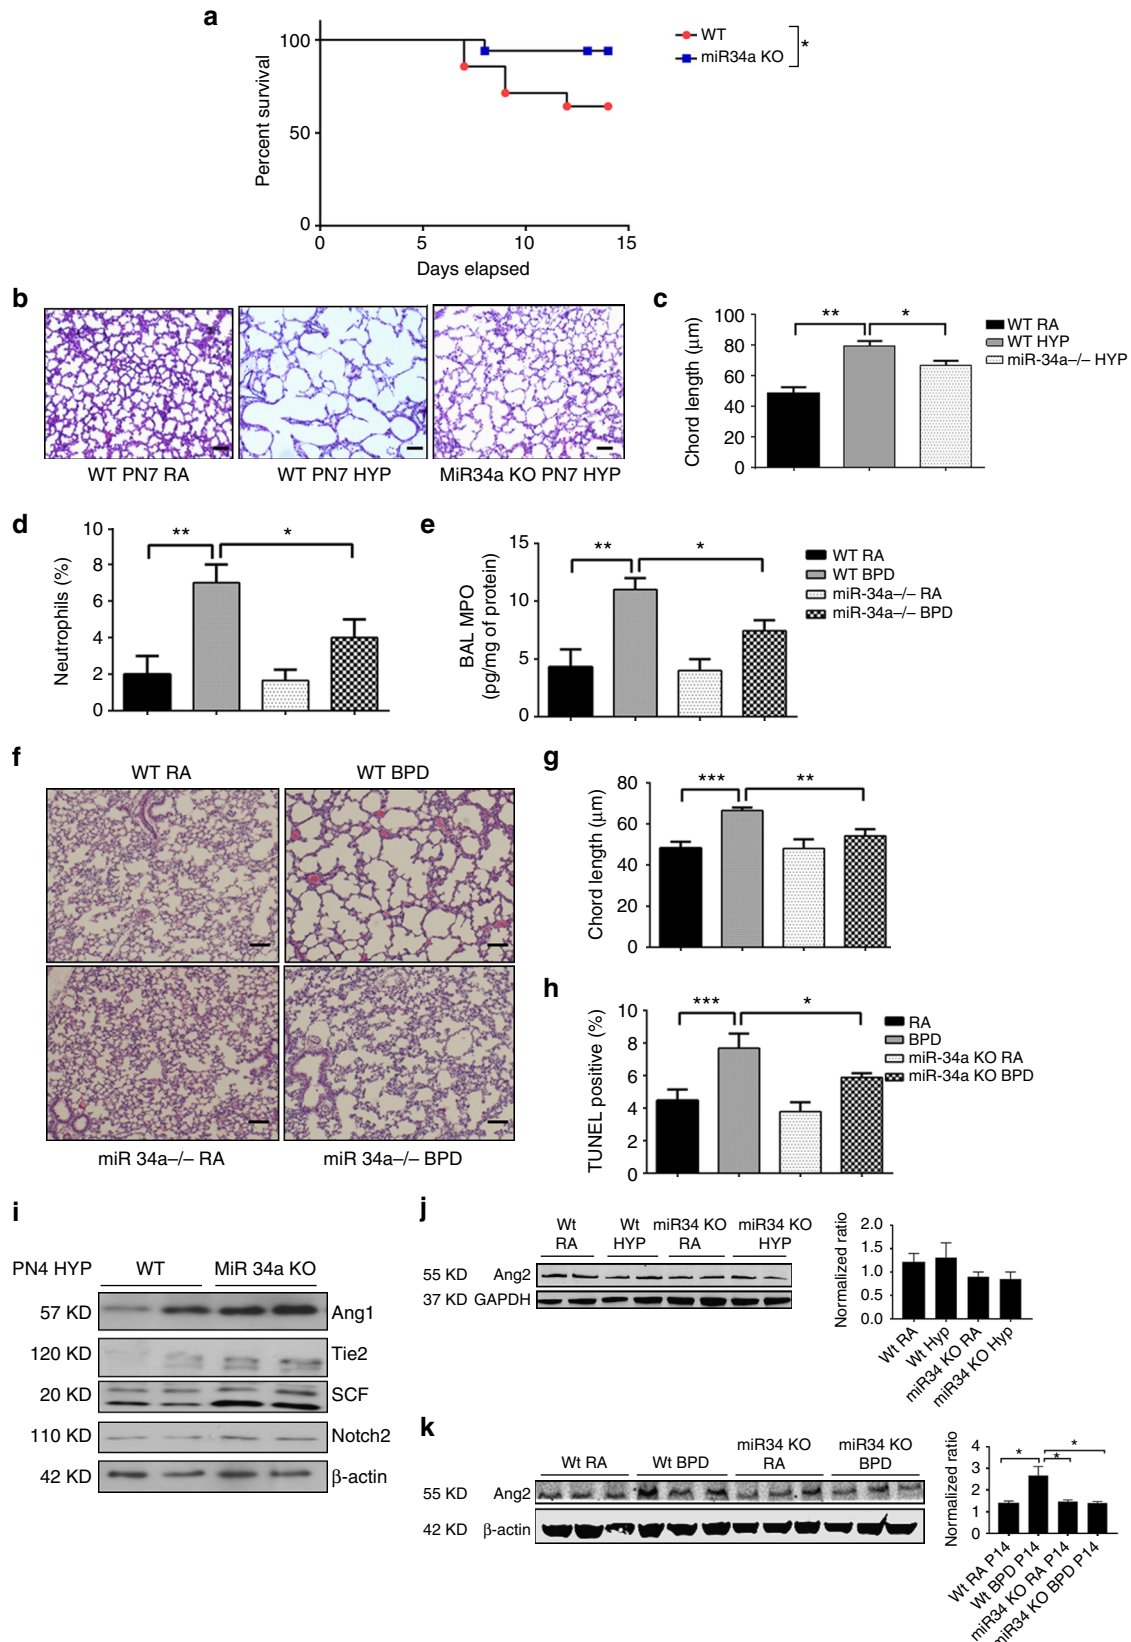 a
100
50
0
Percent survival
0 5 10 15
Days elapsed
WT
miR34a KO
*
b
WT PN7 RA
WT PN7 HYP
MiR34a KO PN7 HYP
c
Chord length (μm)
100
80
60
40
20
0
** *
WT RA
WT HYP
miR-34a–/– HYP
d
Neutrophils (%)
10
8
6
4
2
0
** *
e
BAL MPO
(pg/mg of protein)
15
10
5
0
** *
WT RA
WT BPD
miR-34a–/– RA
miR-34a–/– BPD
f
WT RA
WT BPD
miR 34a–/– RA
miR 34a–/– BPD
g
Chord length (μm)
80
60
40
20
0
*** **
h
TUNEL positive (%)
10
8
6
4
2
0
*** *
RA
BPD
miR-34a KO RA
miR-34a KO BPD
i
PN4 HYP WT MiR 34a KO
57 KD Ang1
120 KD Tie2
20 KD SCF
110 KD Notch2
42 KD β-actin
j
Wt RA
Wt HYP
miR34 KO RA
miR34 KO HYP
55 KD Ang2
37 KD GAPDH
Normalized ratio
2.0
1.5
1.0
0.5
0.0
Wt RA
Wt Hyp
miR34 KO RA
miR34 KO Hyp
k
Wt RA
Wt BPD
miR34 KO RA
miR34 KO BPD
55 KD Ang2
42 KD β-actin
Normalized ratio
4
3
2
1
0
* * *
Wt RA P14
Wt BPD P14
miR34 KO RA P14
miR34 KO BPD P14